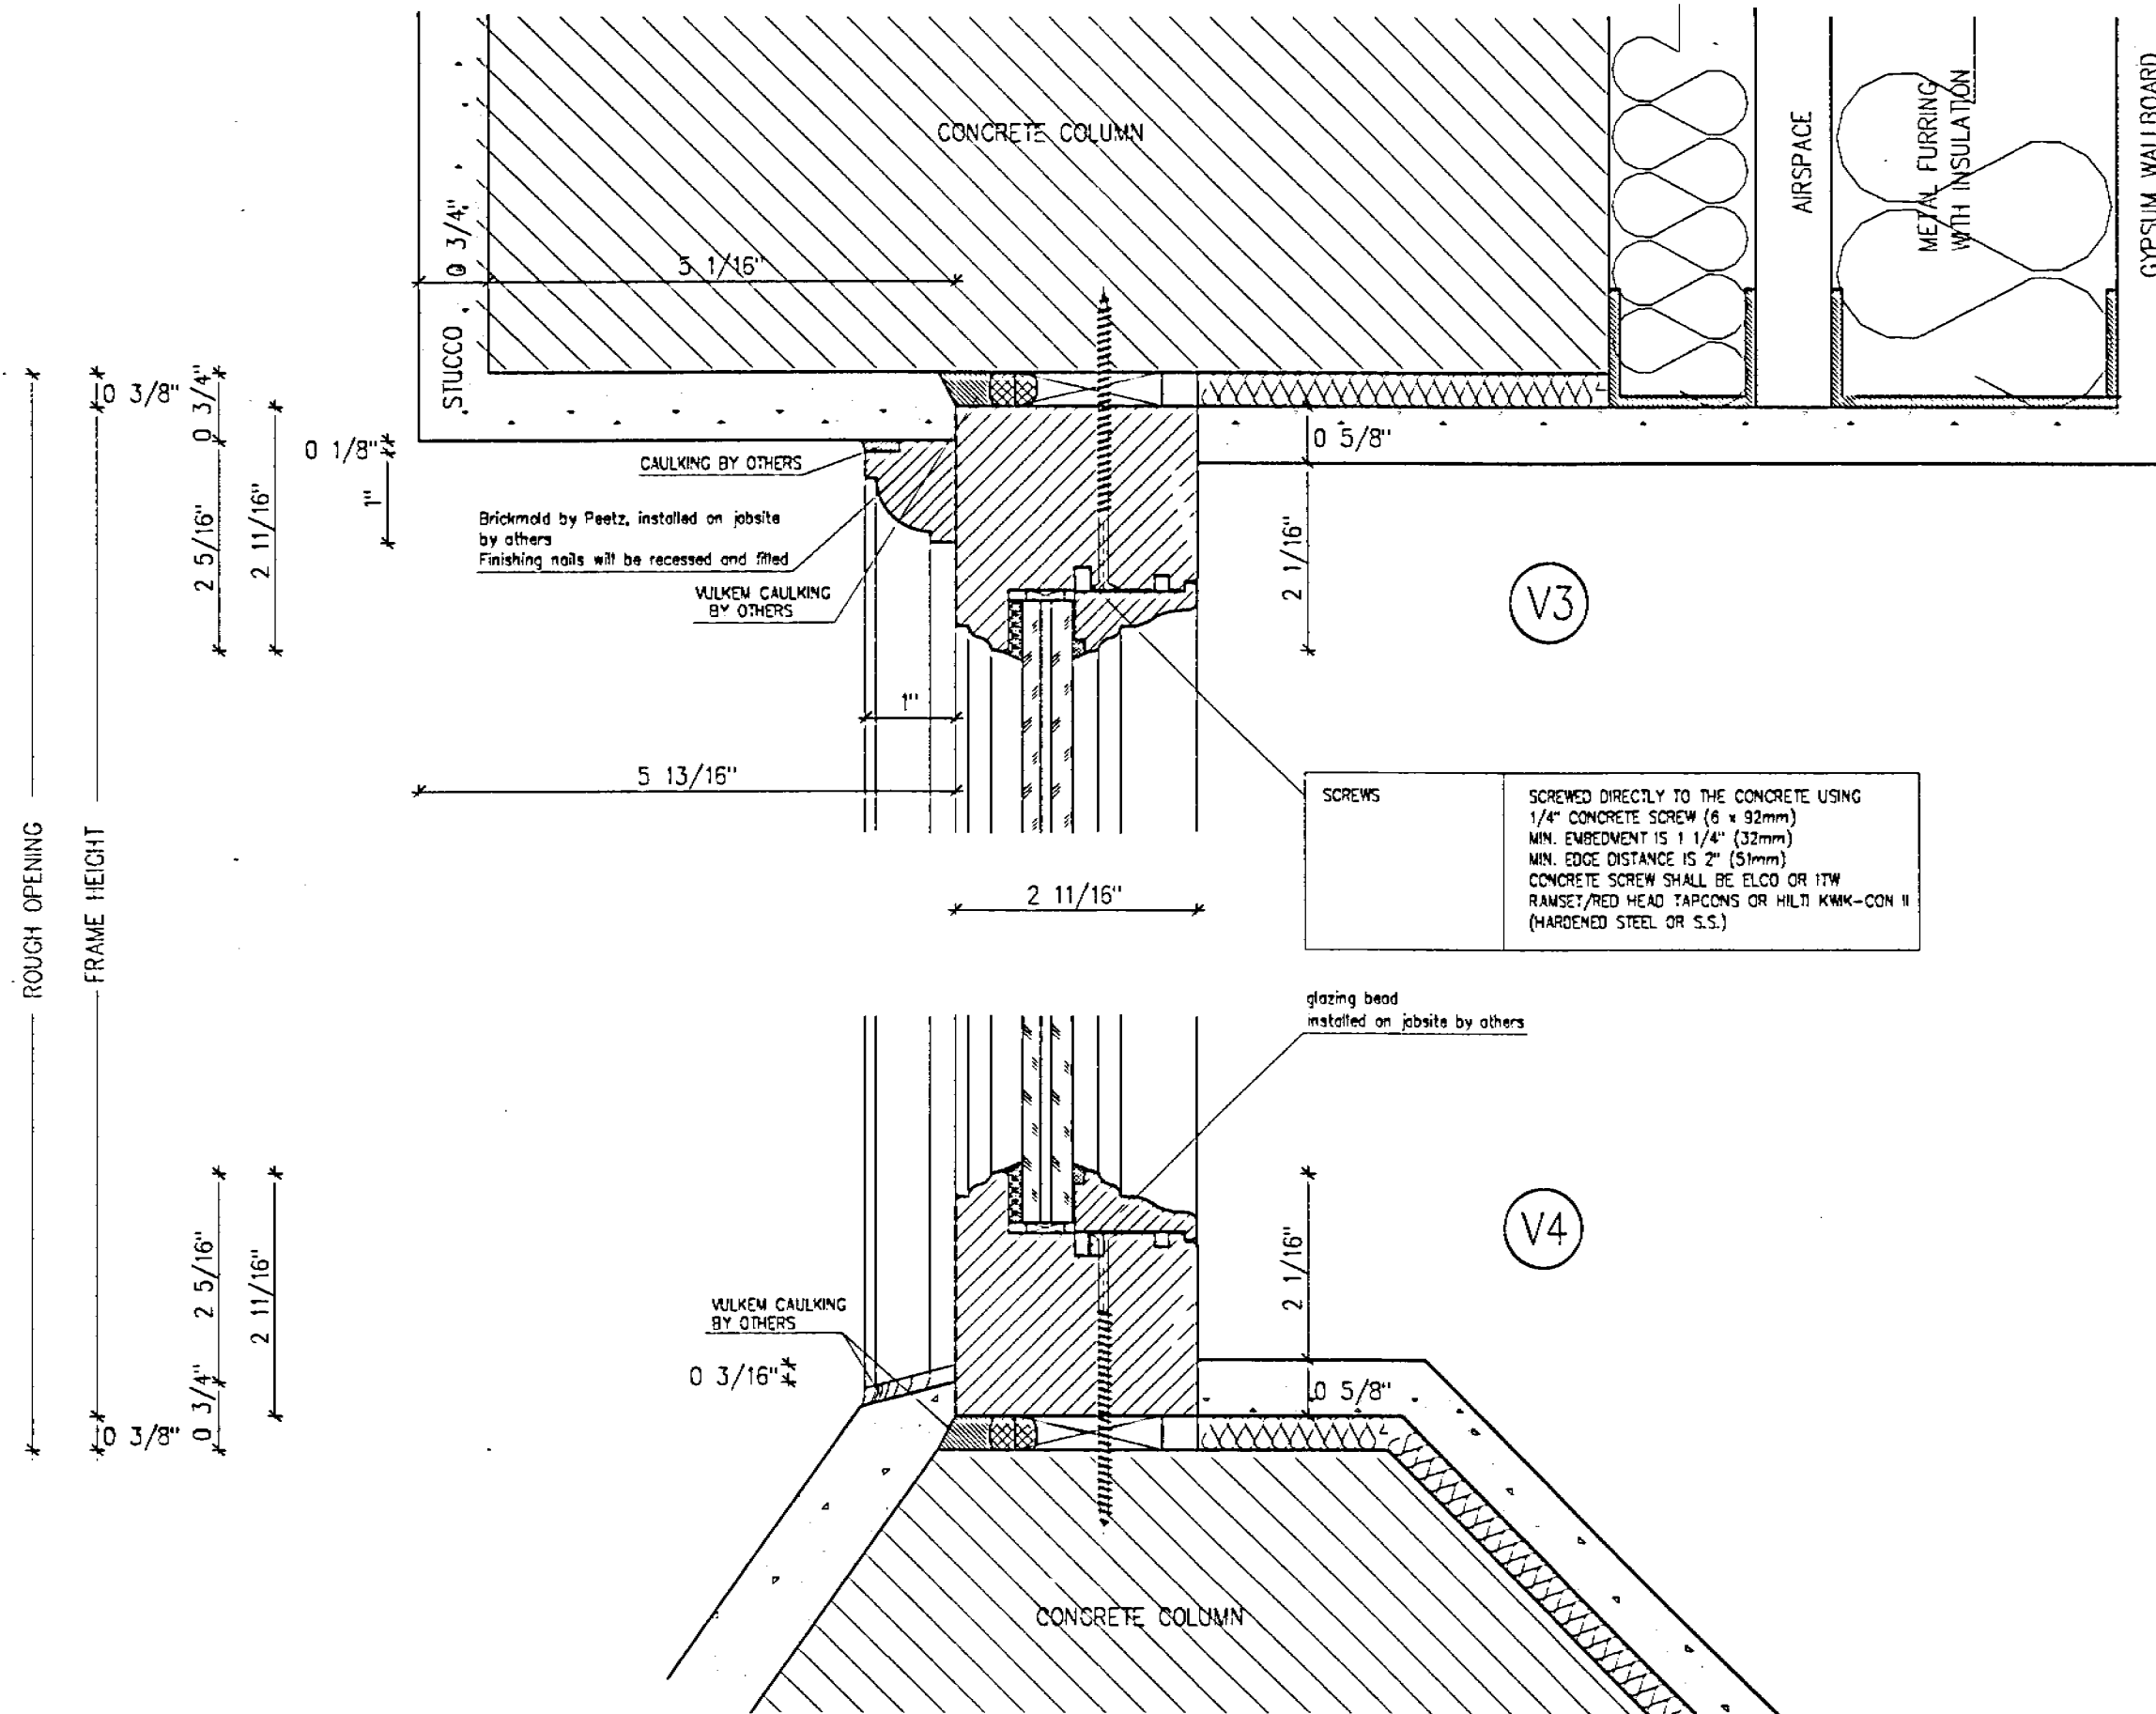 CONCRETE COLUMN
AIRSPACE
METAL FURRING
WITH INSULATION
GYPSUM WALLBOARD
0 3/4"
5 1/16"
STUCCO
0 3/8"
0 3/4"
0 1/8"
1"
2 5/16"
2 11/16"
CAULKING BY OTHERS
Brickmold by Peetz, installed on jobsite
by others
Finishing nails will be recessed and filled
VULKEM CAULKING
BY OTHERS
0 5/8"
2 1/16"
V3
1"
5 13/16"
SCREWS
SCREWED DIRECTLY TO THE CONCRETE USING
1/4" CONCRETE SCREW (6 x 92mm)
MIN. EMBEDMENT IS 1 1/4" (32mm)
MIN. EDGE DISTANCE IS 2" (51mm)
CONCRETE SCREW SHALL BE ELCO OR ITW
RAMSET/RED HEAD TAPCONS OR HILTI KWIK-CON II
(HARDENED STEEL OR S.S.)
ROUGH OPENING
FRAME HEIGHT
2 11/16"
glazing bead
installed on jobsite by others
V4
2 5/16"
2 11/16"
2 1/16"
VULKEM CAULKING
BY OTHERS
0 3/16"
0 5/8"
0 3/4"
0 3/8"
CONCRETE COLUMN